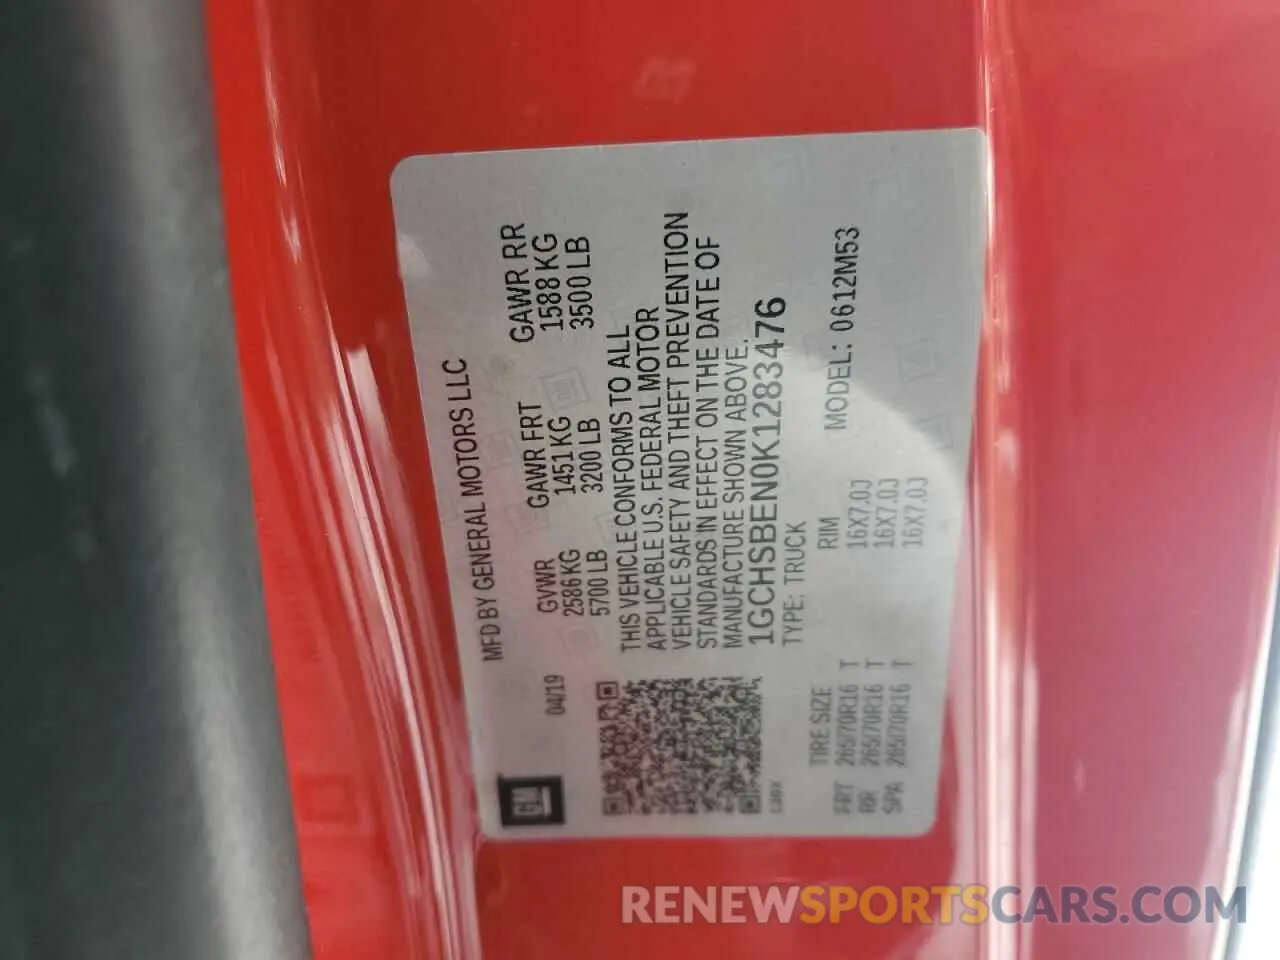 GM
04/19
MFD BY GENERAL MOTORS LLC
GVWR GAWR FRT GAWR RR
2586 KG 1451 KG 1588 KG
5700 LB 3200 LB 3500 LB
THIS VEHICLE CONFORMS TO ALL
APPLICABLE U.S. FEDERAL MOTOR
VEHICLE SAFETY AND THEFT PREVENTION
STANDARDS IN EFFECT ON THE DATE OF
MANUFACTURE SHOWN ABOVE.
1GCHSBEN0K1283476
TYPE: TRUCK
TIRE SIZE RIM MODEL: 0612M53
FRT 265/70R16 T 16X7.0J
RR 265/70R16 T 16X7.0J
SPA 265/70R16 T 16X7.0J
RENEWSPORTSCARS.COM